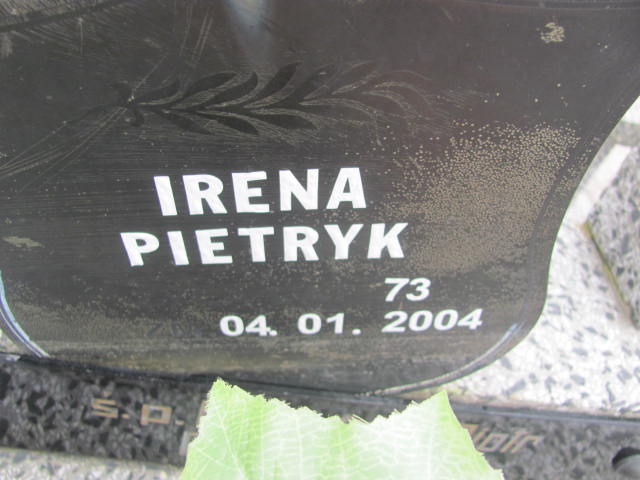 IRENA
PIETRYK
73
04. 01. 2004
s.p.